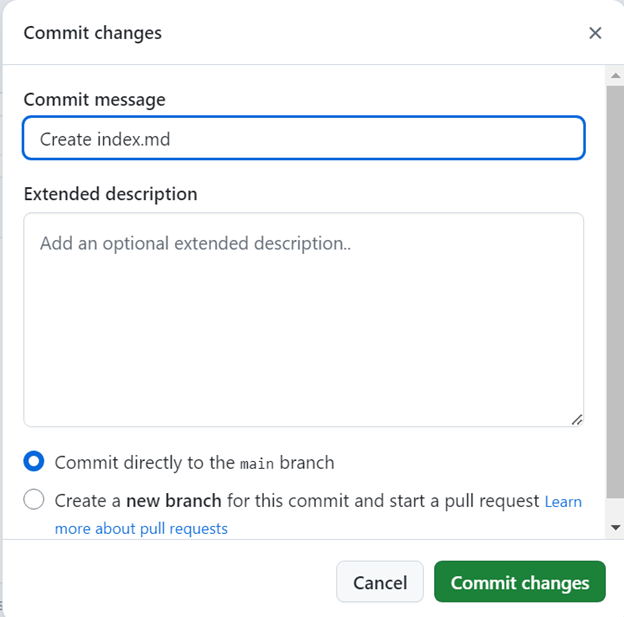 Commit changes
Commit message
Create index.md
Extended description
Add an optional extended description..
Commit directly to the main branch
Create a new branch for this commit and start a pull request Learn
more about pull requests
Cancel
Commit changes